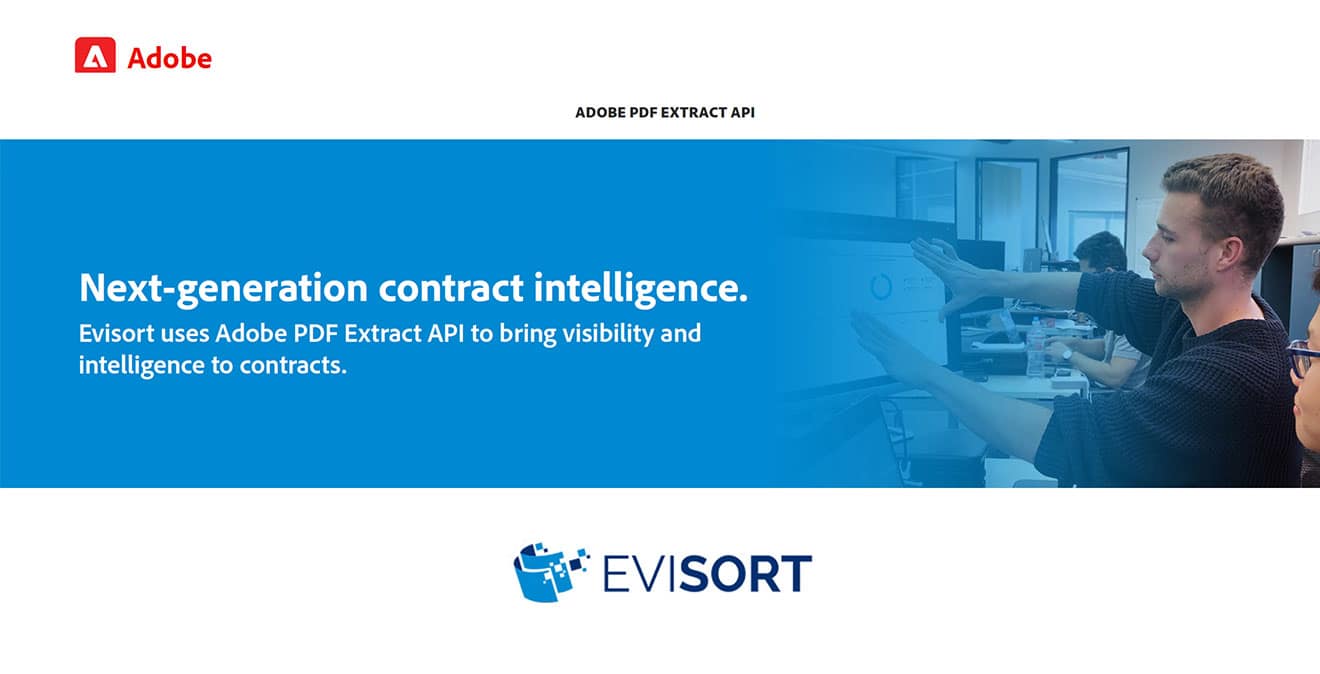 Adobe
ADOBE PDF EXTRACT API
Next-generation contract intelligence.
Evisort uses Adobe PDF Extract API to bring visibility and
intelligence to contracts.
EVISORT